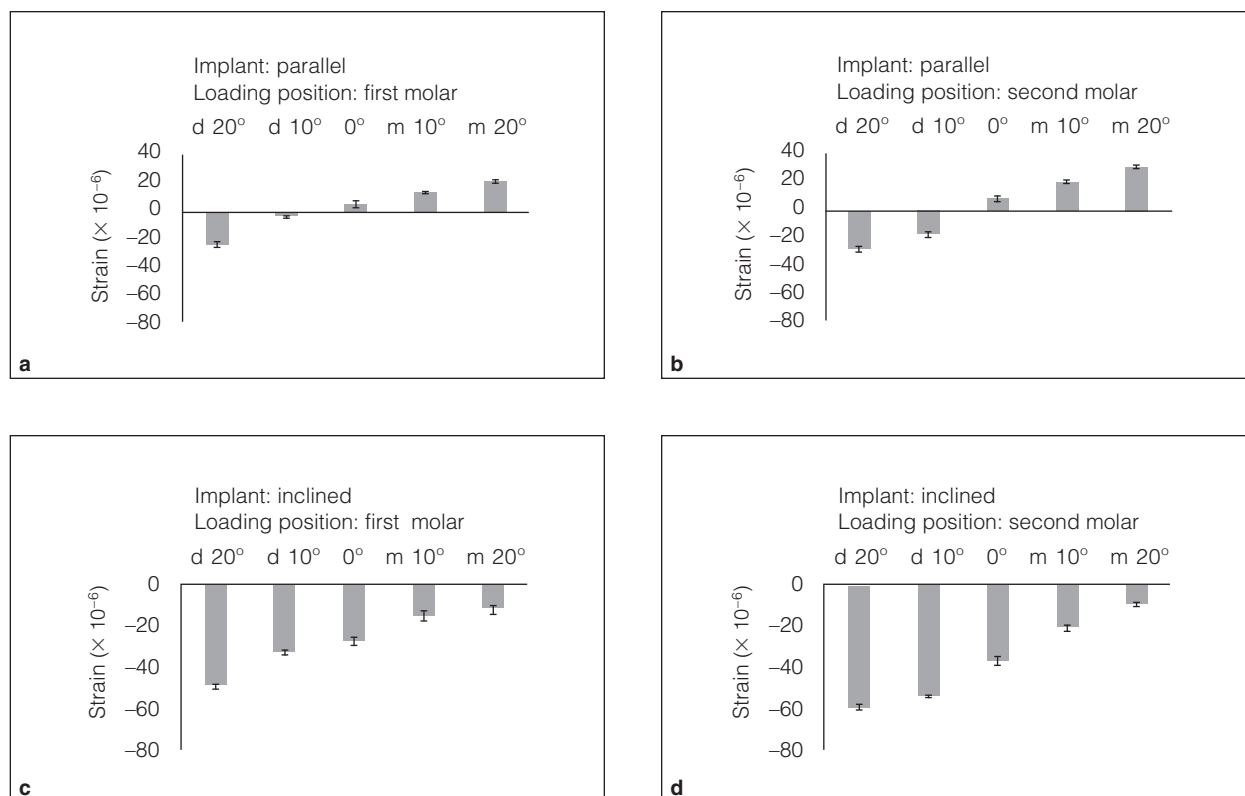 Implant: parallel
Loading position: first molar
d 20° d 10° 0° m 10° m 20°
40
20
0
–20
–40
–60
–80
Strain (× 10⁻⁶)
a
Implant: parallel
Loading position: second molar
d 20° d 10° 0° m 10° m 20°
40
20
0
–20
–40
–60
–80
Strain (× 10⁻⁶)
b
Implant: inclined
Loading position: first molar
d 20° d 10° 0° m 10° m 20°
0
–20
–40
–60
–80
Strain (× 10⁻⁶)
c
Implant: inclined
Loading position: second molar
d 20° d 10° 0° m 10° m 20°
0
–20
–40
–60
–80
Strain (× 10⁻⁶)
d